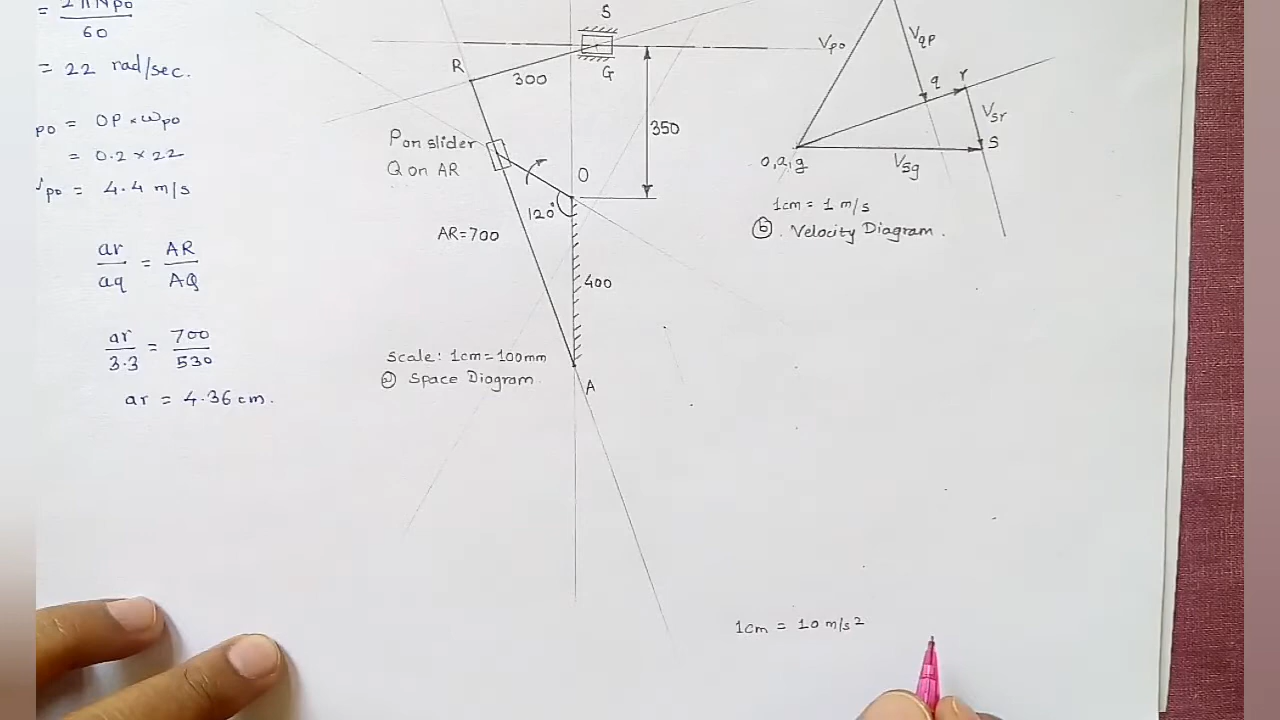 = 2πNpo
60
= 22 rad/sec.
po = OP × ωpo
= 0.2 × 22
Vpo = 4.4 m/s
ar = AR
aq AQ
ar = 700
3.3 530
ar = 4.36 cm.
S
G
R
300
350
P on slider
Q on AR
O
120°
AR=700
400
Scale: 1cm=100mm
a Space Diagram.
A
Vpo
Vqp
q
r
Vsr
S
o,a,g
Vsg
1cm = 1 m/s
b. Velocity Diagram.
1cm = 10 m/s²